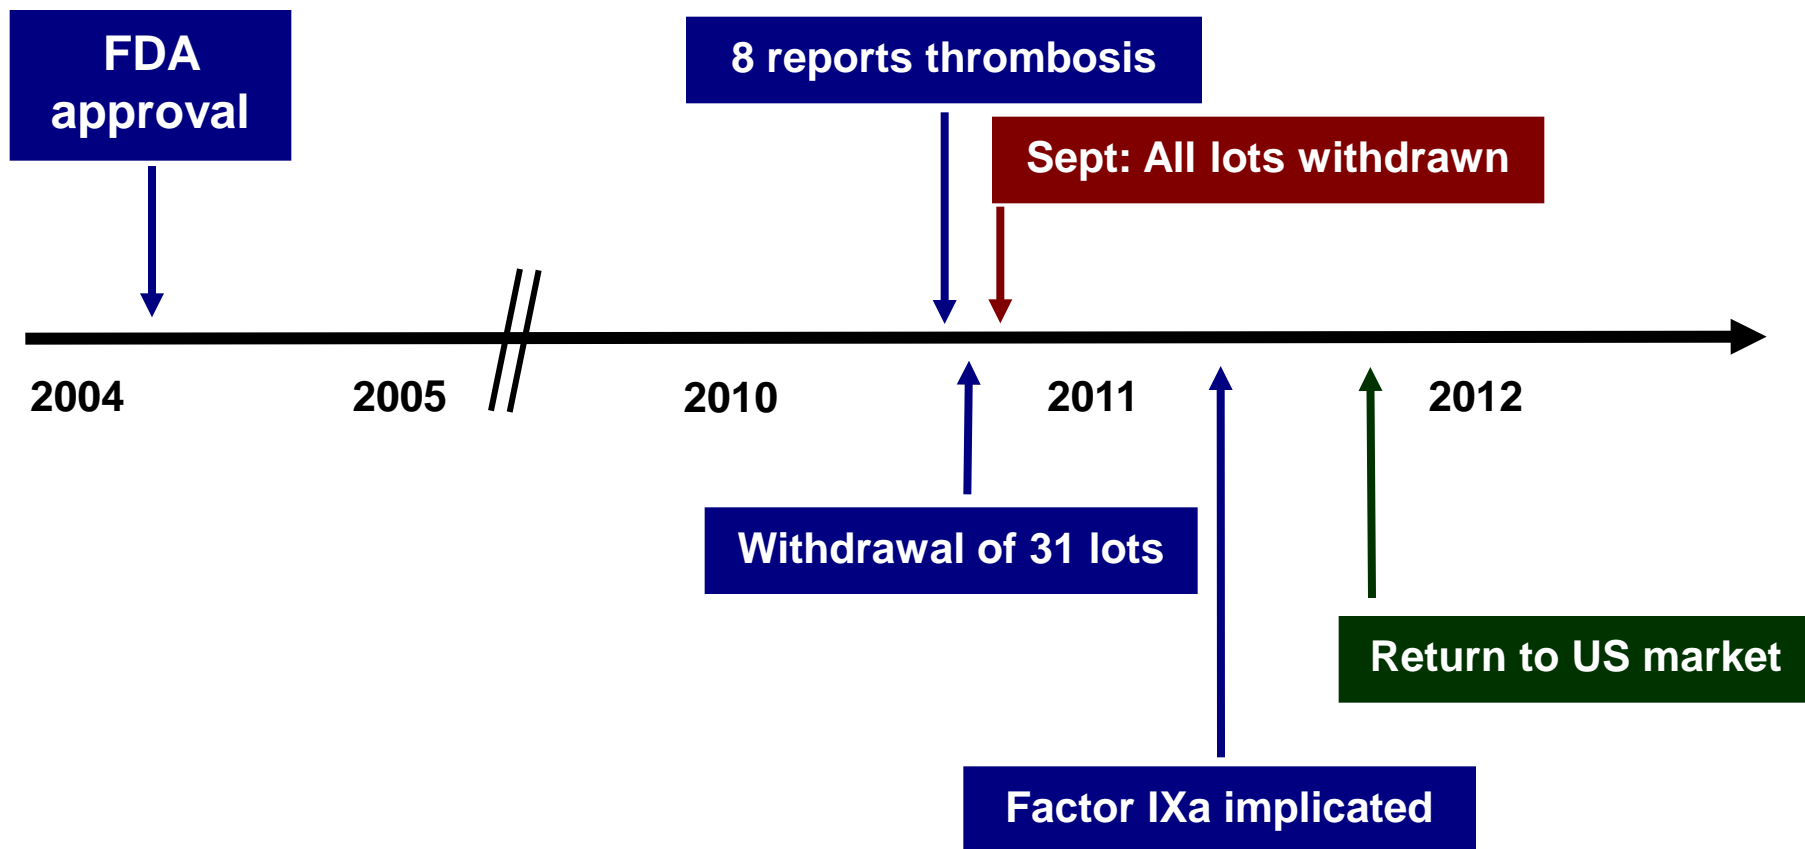 FDA
approval
8 reports thrombosis
Sept: All lots withdrawn
2004
2005
2010
2011
2012
Withdrawal of 31 lots
Return to US market
Factor IXa implicated